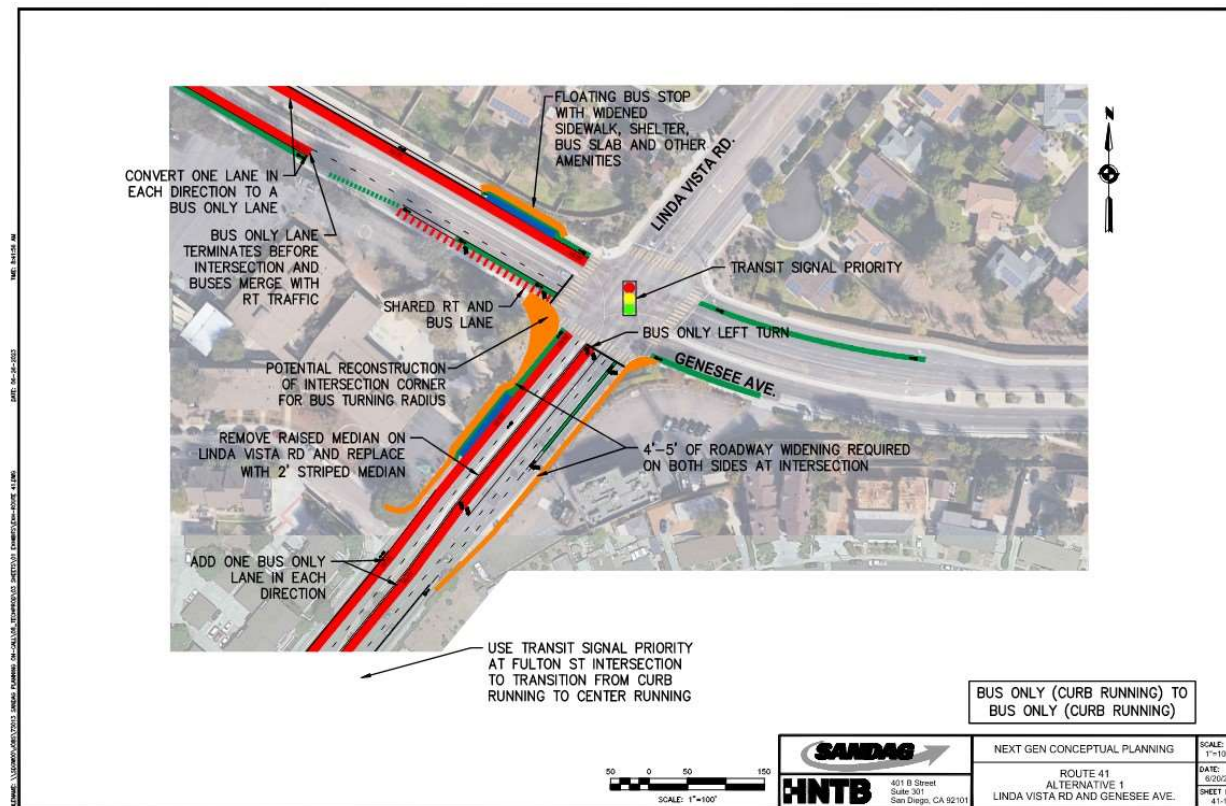 FLOATING BUS STOP
WITH WIDENED
SIDEWALK, SHELTER,
BUS SLAB AND OTHER
AMENITIES
LINDA VISTA RD.
N
CONVERT ONE LANE IN
EACH DIRECTION TO A
BUS ONLY LANE
BUS ONLY LANE
TERMINATES BEFORE
INTERSECTION AND
BUSES MERGE WITH
RT TRAFFIC
SHARED RT AND
BUS LANE
TRANSIT SIGNAL PRIORITY
BUS ONLY LEFT TURN
GENESEE AVE.
POTENTIAL RECONSTRUCTION
OF INTERSECTION CORNER
FOR BUS TURNING RADIUS
REMOVE RAISED MEDIAN ON
LINDA VISTA RD AND REPLACE
WITH 2' STRIPED MEDIAN
4'-5' OF ROADWAY WIDENING REQUIRED
ON BOTH SIDES AT INTERSECTION
ADD ONE BUS ONLY
LANE IN EACH
DIRECTION
USE TRANSIT SIGNAL PRIORITY
AT FULTON ST INTERSECTION
TO TRANSITION FROM CURB
RUNNING TO CENTER RUNNING
BUS ONLY (CURB RUNNING) TO
BUS ONLY (CURB RUNNING)
50 0 50 150
SCALE: 1"=100'
SANDAG
HNTB
401 B Street
Suite 301
San Diego, CA 92101
NEXT GEN CONCEPTUAL PLANNING
ROUTE 41
ALTERNATIVE 1
LINDA VISTA RD AND GENESEE AVE.
SCALE:
1"=10
DATE:
6/20/2
SHEET
41-